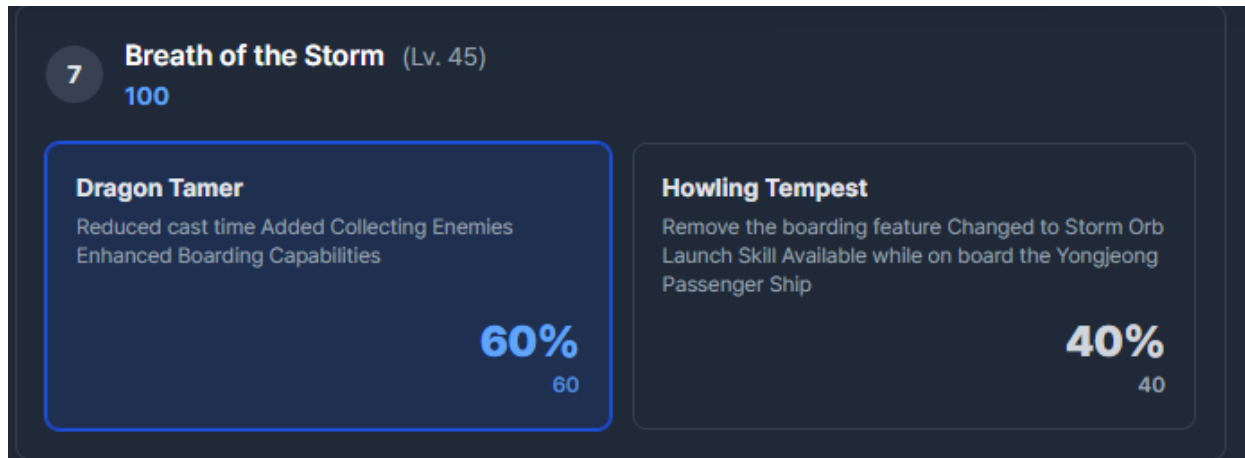 7
Breath of the Storm (Lv. 45)
100
Dragon Tamer
Reduced cast time Added Collecting Enemies
Enhanced Boarding Capabilities
60%
60
Howling Tempest
Remove the boarding feature Changed to Storm Orb
Launch Skill Available while on board the Yongjeong
Passenger Ship
40%
40